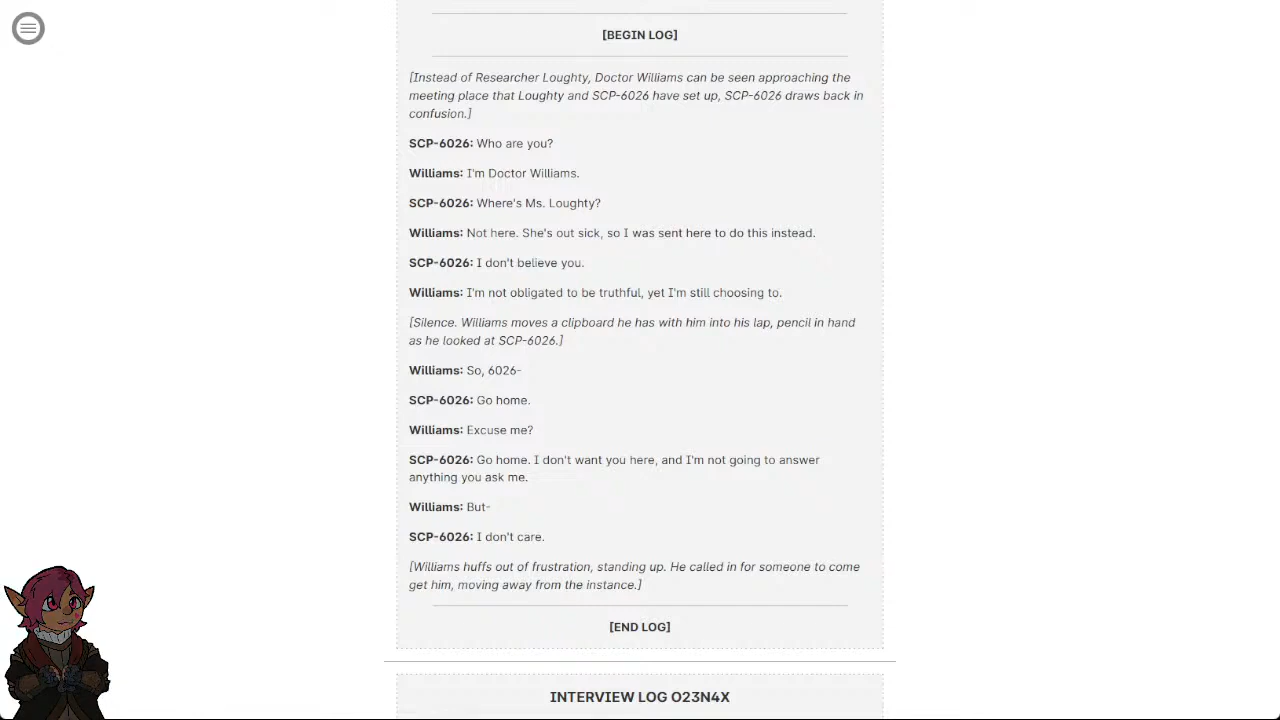 [BEGIN LOG]
[Instead of Researcher Loughty, Doctor Williams can be seen approaching the
meeting place that Loughty and SCP-6026 have set up, SCP-6026 draws back in
confusion.]
SCP-6026: Who are you?
Williams: I'm Doctor Williams.
SCP-6026: Where's Ms. Loughty?
Williams: Not here. She's out sick, so I was sent here to do this instead.
SCP-6026: I don't believe you.
Williams: I'm not obligated to be truthful, yet I'm still choosing to.
[Silence. Williams moves a clipboard he has with him into his lap, pencil in hand
as he looked at SCP-6026.]
Williams: So, 6026-
SCP-6026: Go home.
Williams: Excuse me?
SCP-6026: Go home. I don't want you here, and I'm not going to answer
anything you ask me.
Williams: But-
SCP-6026: I don't care.
[Williams huffs out of frustration, standing up. He called in for someone to come
get him, moving away from the instance.]
[END LOG]
INTERVIEW LOG O23N4X